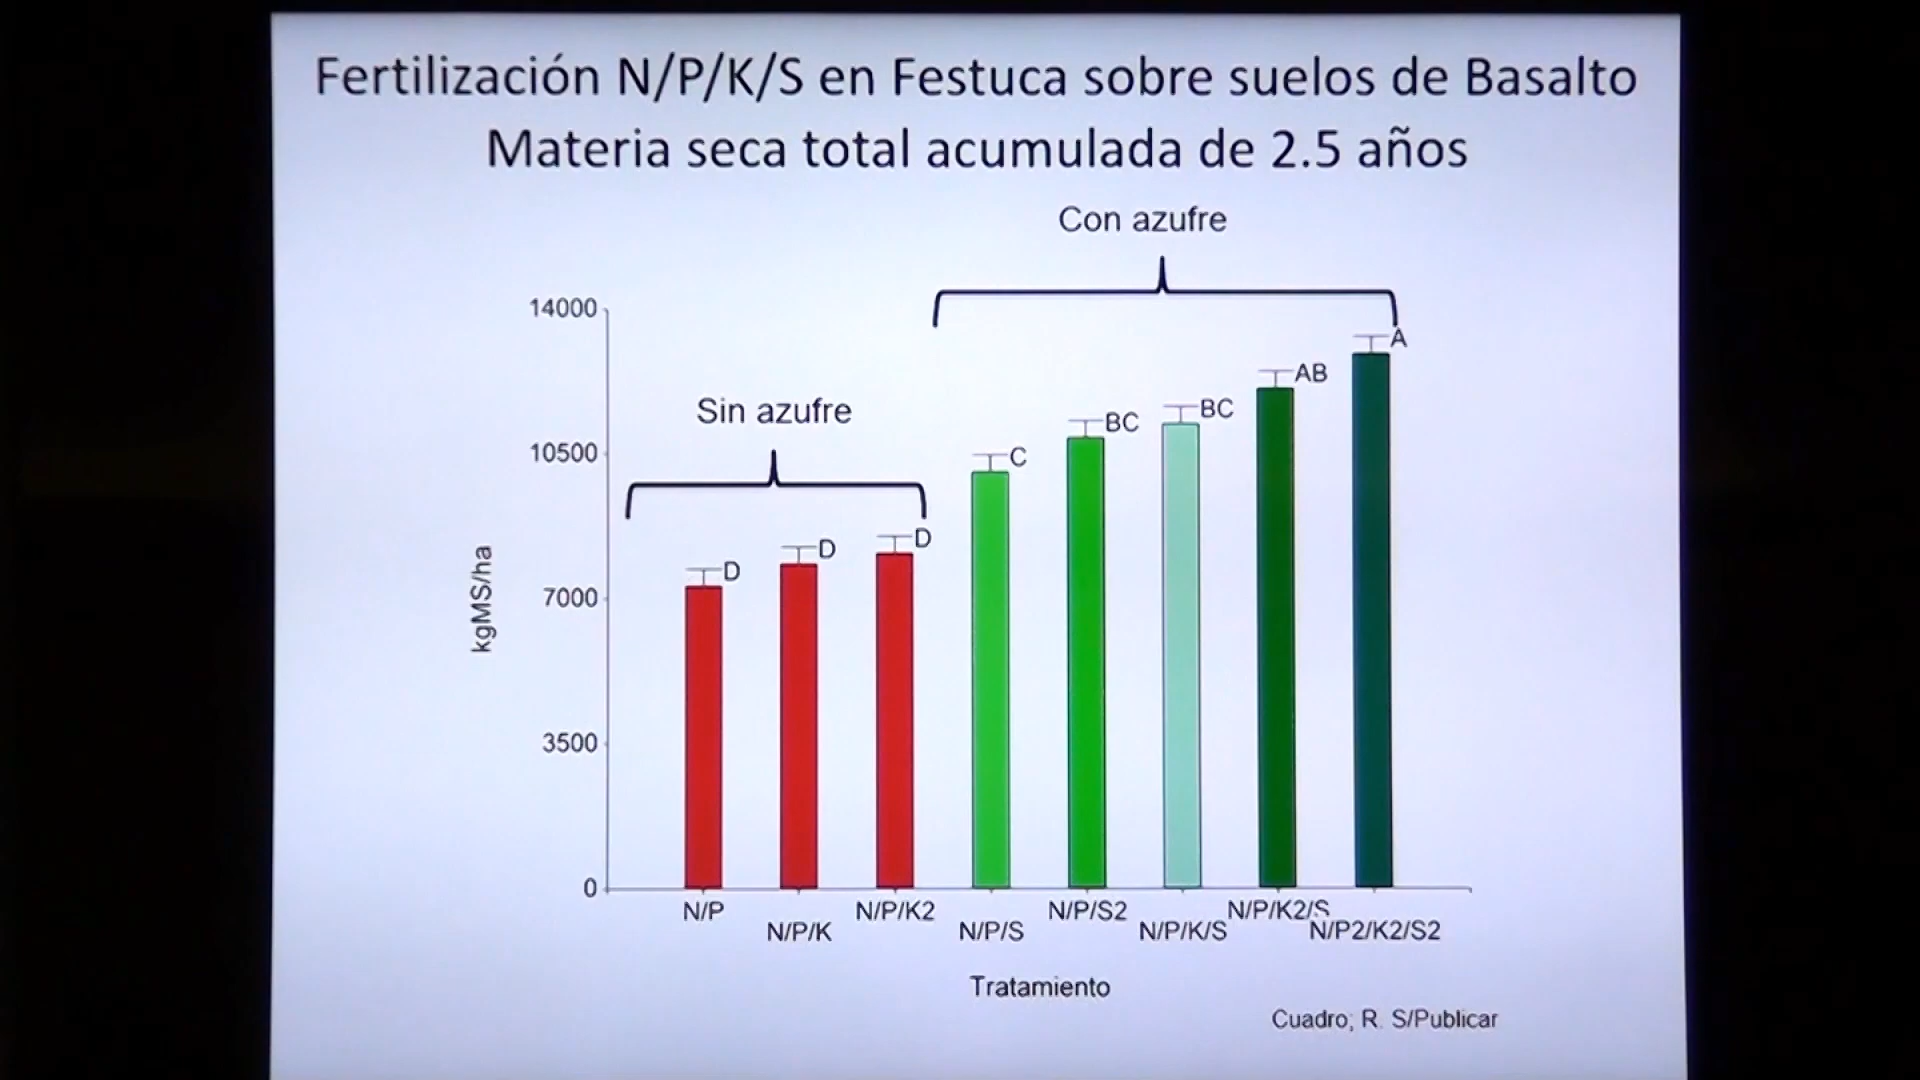 Fertilización N/P/K/S en Festuca sobre suelos de Basalto
Materia seca total acumulada de 2.5 años
Con azufre
Sin azufre
14000
10500
7000
3500
0
kgMS/ha
D
D
D
C
BC
BC
AB
A
N/P
N/P/K
N/P/K2
N/P/S
N/P/S2
N/P/K/S
N/P/K2/S
N/P2/K2/S2
Tratamiento
Cuadro; R. S/Publicar